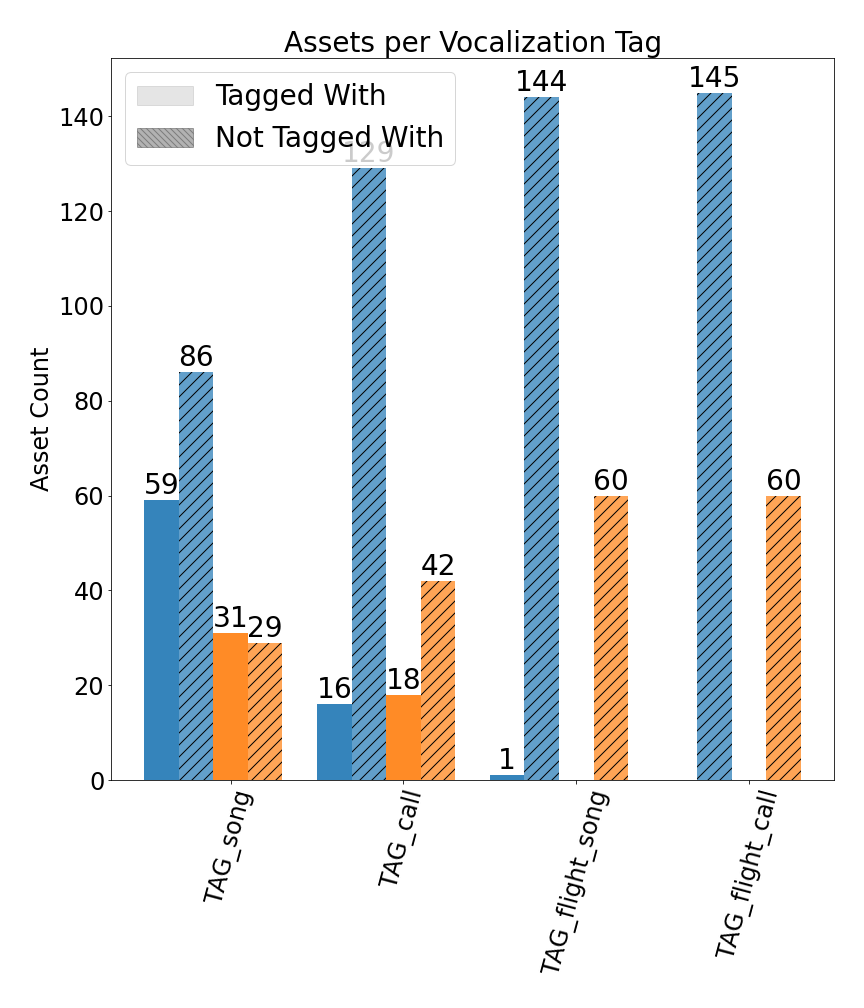 Assets per Vocalization Tag
Tagged With
Not Tagged With
Asset Count
140
120
100
80
60
40
20
0
59
86
31
29
16
129
18
42
1
144
60
145
60
TAG_song
TAG_call
TAG_flight_song
TAG_flight_call